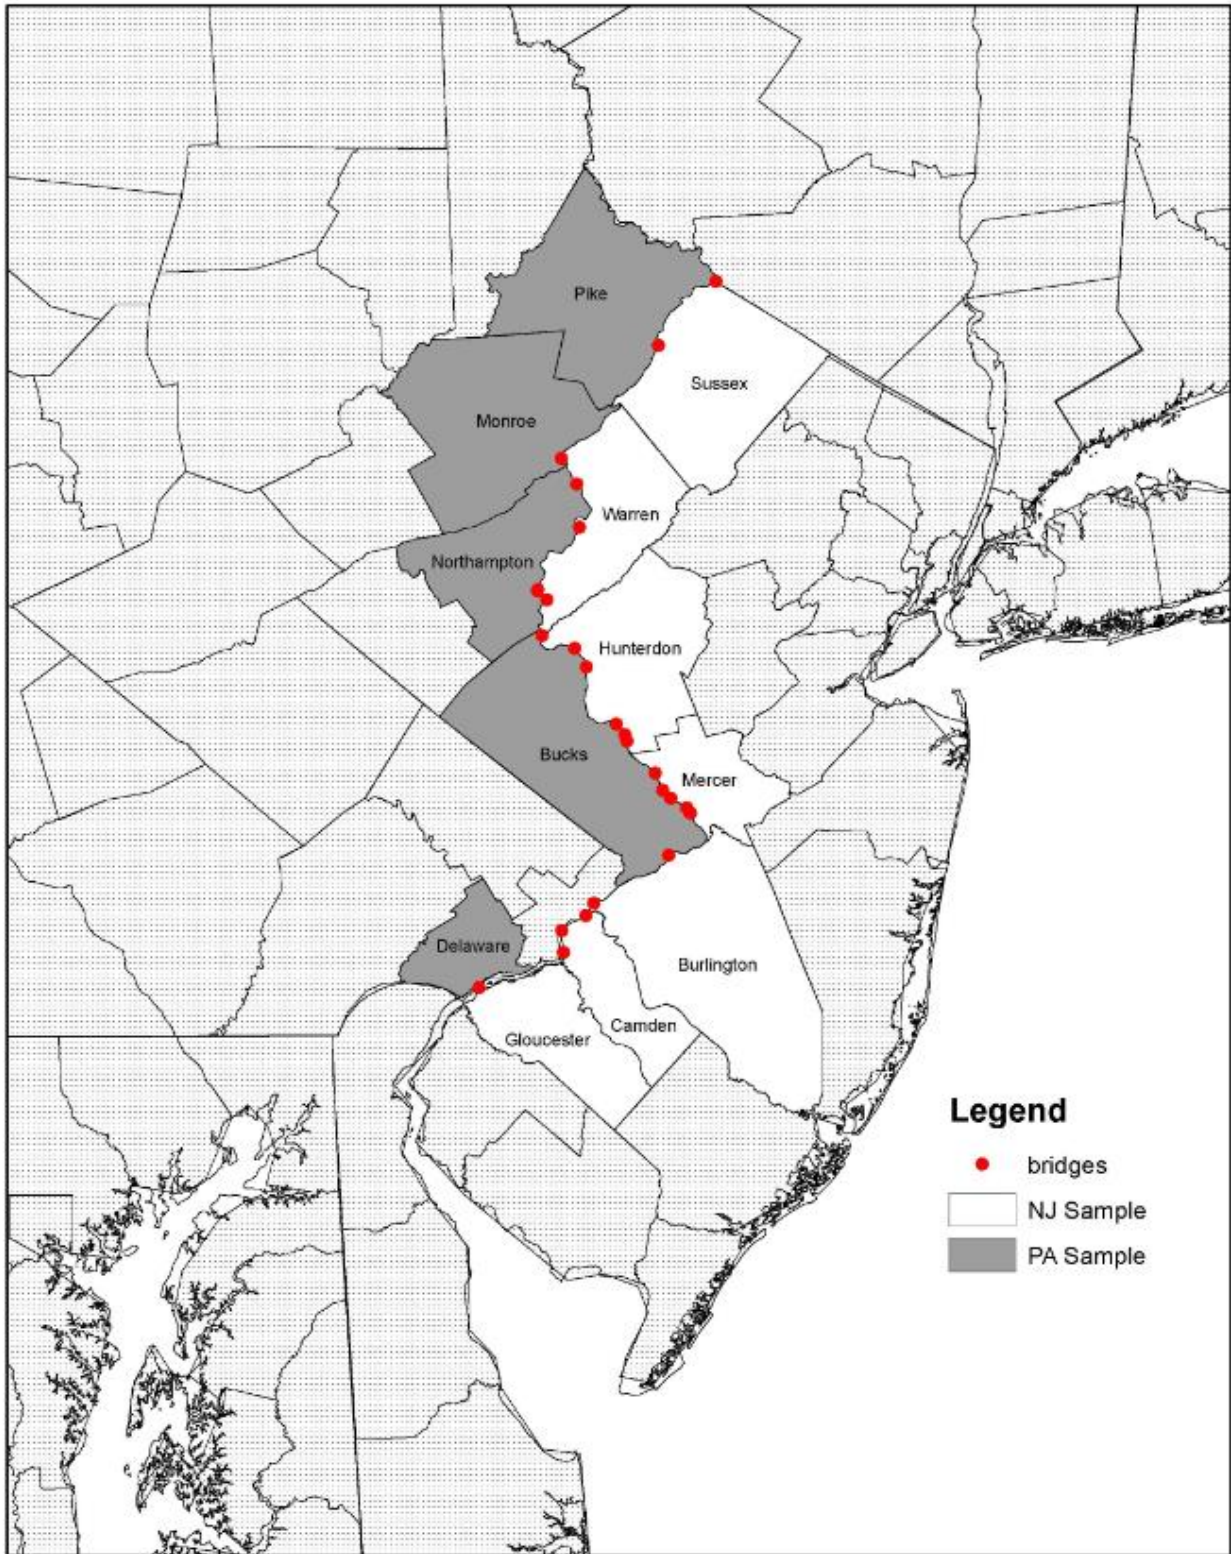 Pike
Sussex
Monroe
Warren
Northampton
Hunterdon
Bucks
Mercer
Delaware
Burlington
Camden
Gloucester
Legend
bridges
NJ Sample
PA Sample